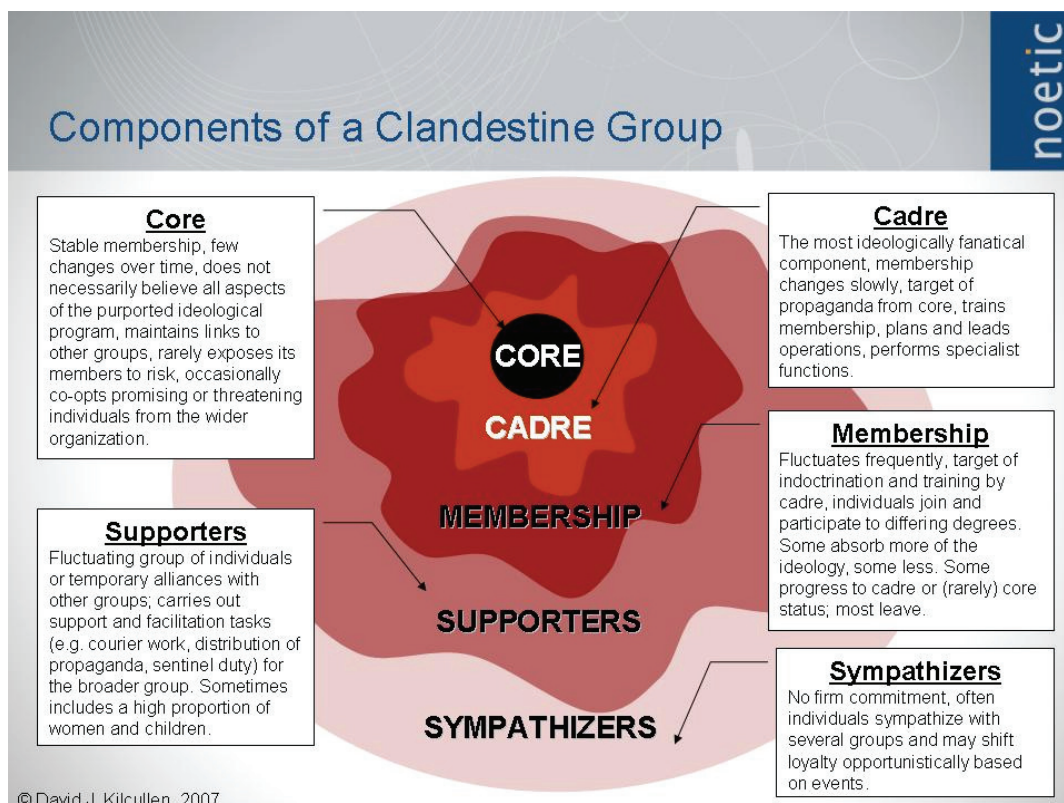 noetic
Components of a Clandestine Group
Core
Stable membership, few
changes over time, does not
necessarily believe all aspects
of the purported ideological
program, maintains links to
other groups, rarely exposes its
members to risk, occasionally
co-opts promising or threatening
individuals from the wider
organization.
Cadre
The most ideologically fanatical
component, membership
changes slowly, target of
propaganda from core, trains
membership, plans and leads
operations, performs specialist
functions.
CORE
CADRE
MEMBERSHIP
SUPPORTERS
SYMPATHIZERS
Membership
Fluctuates frequently, target of
indoctrination and training by
cadre, individuals join and
participate to differing degrees.
Some absorb more of the
ideology, some less. Some
progress to cadre or (rarely) core
status; most leave.
Supporters
Fluctuating group of individuals
or temporary alliances with
other groups; carries out
support and facilitation tasks
(e.g. courier work, distribution of
propaganda, sentinel duty) for
the broader group. Sometimes
includes a high proportion of
women and children.
Sympathizers
No firm commitment, often
individuals sympathize with
several groups and may shift
loyalty opportunistically based
on events.
© David J. Kilcullen, 2007